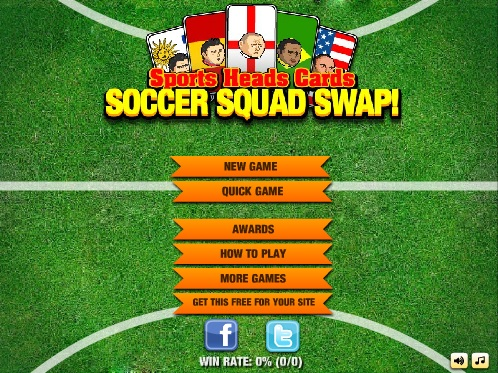 Sports Heads Cards
SOCCER SQUAD SWAP!
NEW GAME
QUICK GAME
AWARDS
HOW TO PLAY
MORE GAMES
GET THIS FREE FOR YOUR SITE
WIN RATE: 0% (0/0)